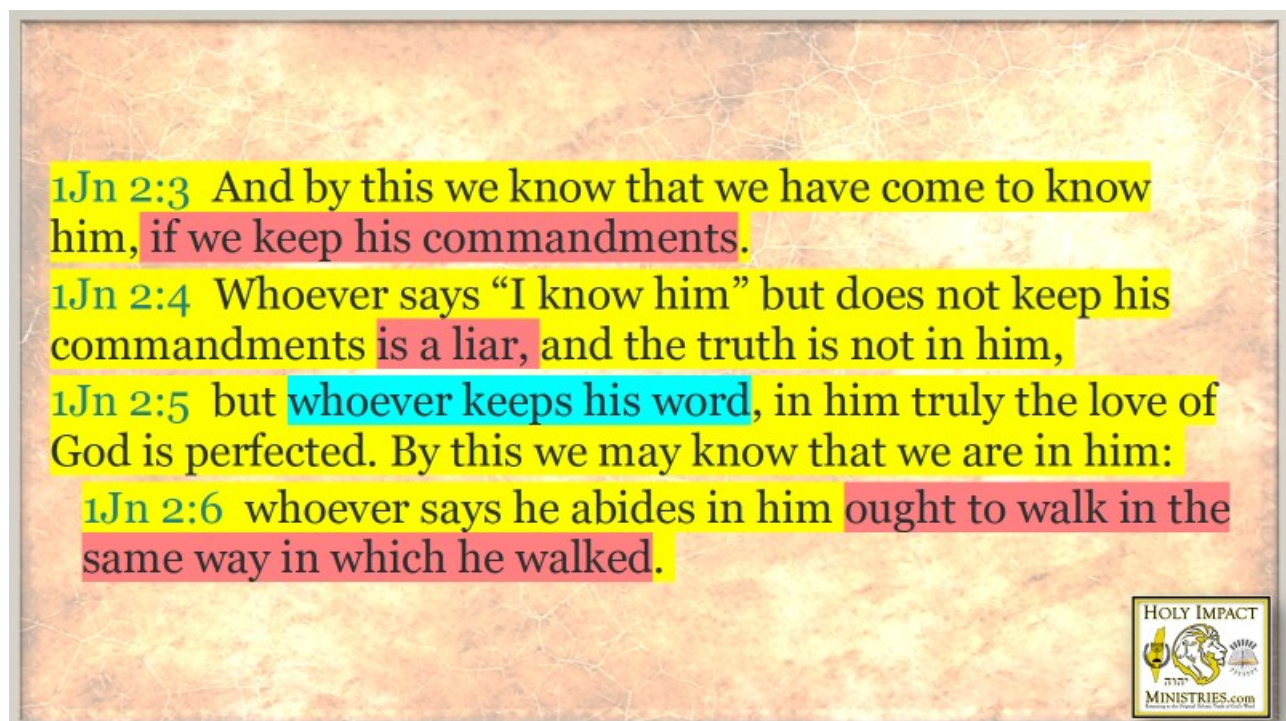 1Jn 2:3  And by this we know that we have come to know
him, if we keep his commandments.
1Jn 2:4  Whoever says “I know him” but does not keep his
commandments is a liar, and the truth is not in him,
1Jn 2:5  but whoever keeps his word, in him truly the love of
God is perfected. By this we may know that we are in him:
1Jn 2:6  whoever says he abides in him ought to walk in the
same way in which he walked.
HOLY IMPACT
יהוה
MINISTRIES.com